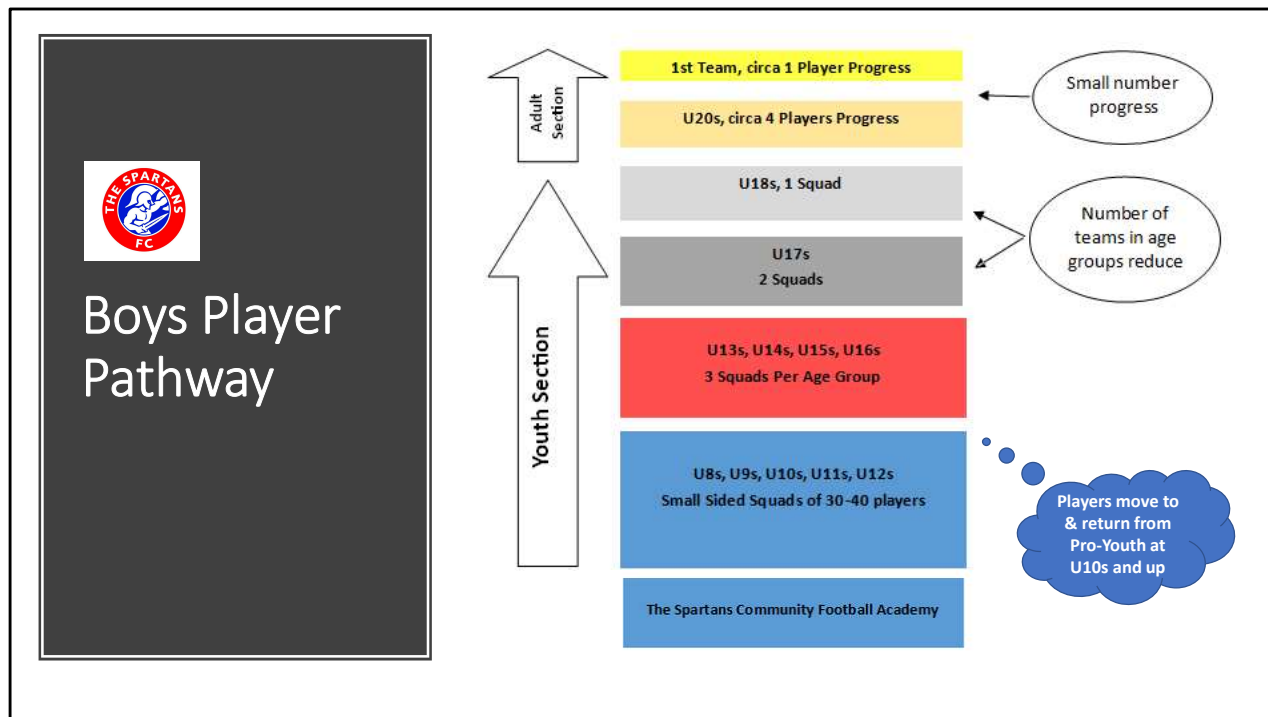 THE SPARTANS
FC
Boys Player
Pathway
Adult
Section
Youth Section
1st Team, circa 1 Player Progress
U20s, circa 4 Players Progress
U18s, 1 Squad
U17s
2 Squads
U13s, U14s, U15s, U16s
3 Squads Per Age Group
U8s, U9s, U10s, U11s, U12s
Small Sided Squads of 30-40 players
The Spartans Community Football Academy
Small number
progress
Number of
teams in age
groups reduce
Players move to
& return from
Pro-Youth at
U10s and up